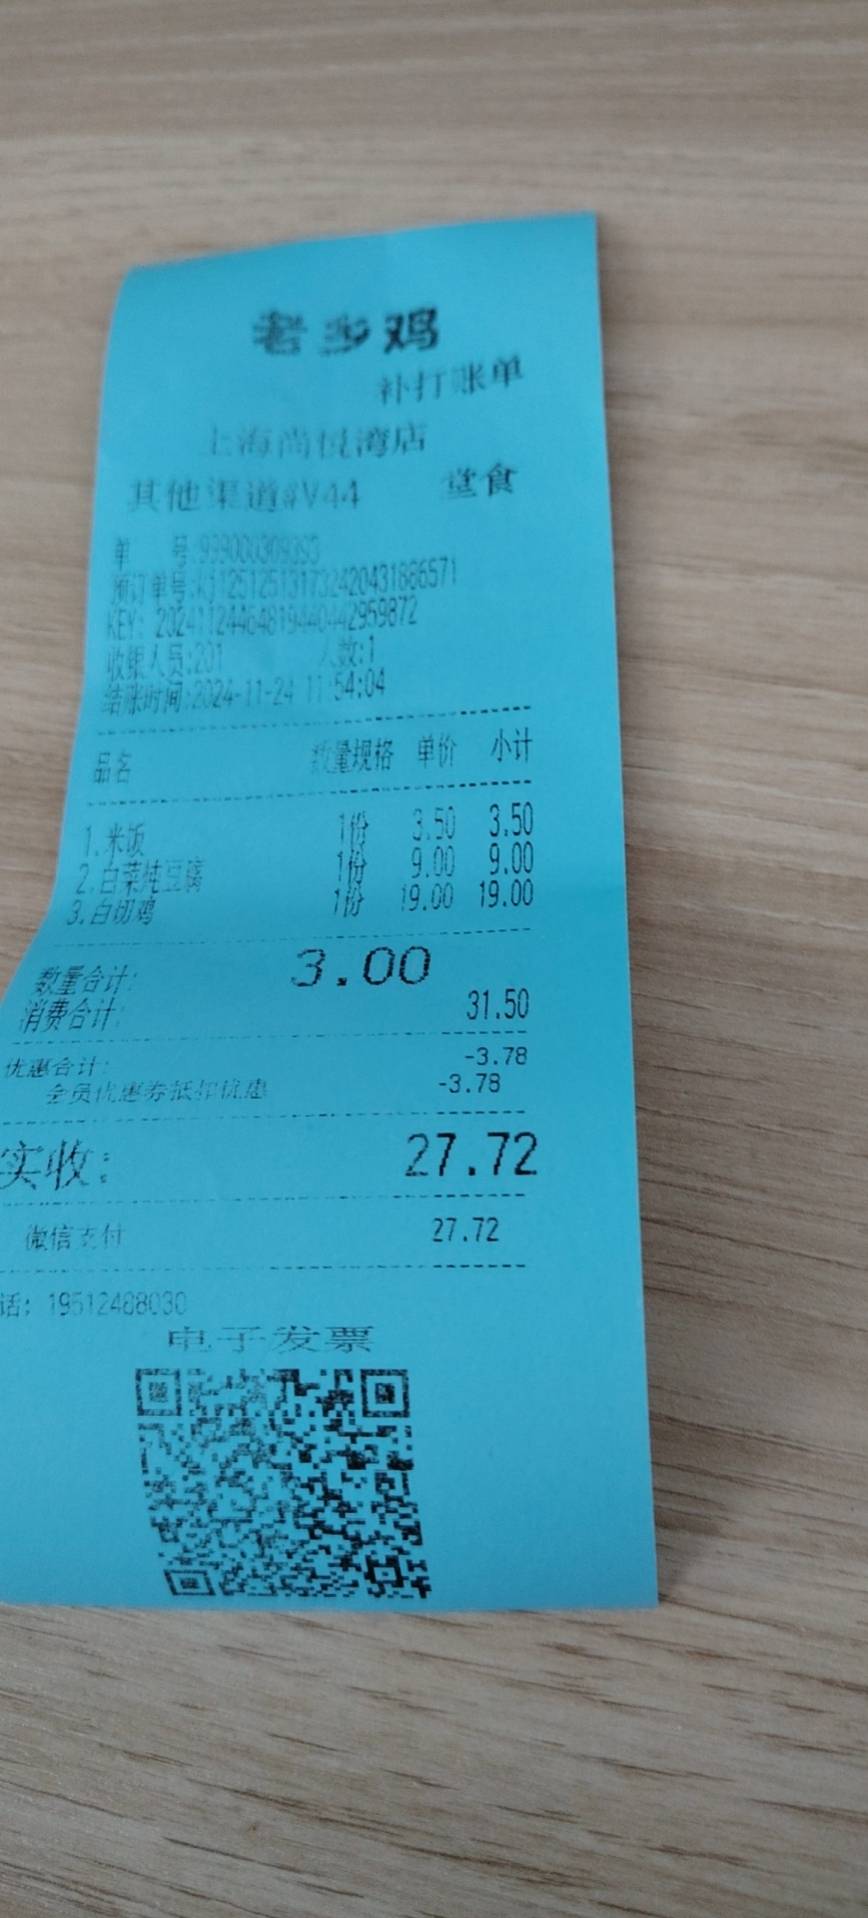 老乡鸡
补打账单
上海尚悦湾店
其他渠道#V44 堂食
单 号:999000309393
预订单号:
KEY:
收银人员:201 人数:1
结账时间:2024-11-24 11:54:04
品名 数量规格 单价 小计
1.米饭 1份 3.50 3.50
2.白菜炖豆腐 1份 9.00 9.00
3.白切鸡 1份 19.00 19.00
数量合计: 3.00
消费合计: 31.50
优惠合计: -3.78
会员优惠券抵扣优惠 -3.78
实收: 27.72
微信支付 27.72
话: 19512488030
电子发票